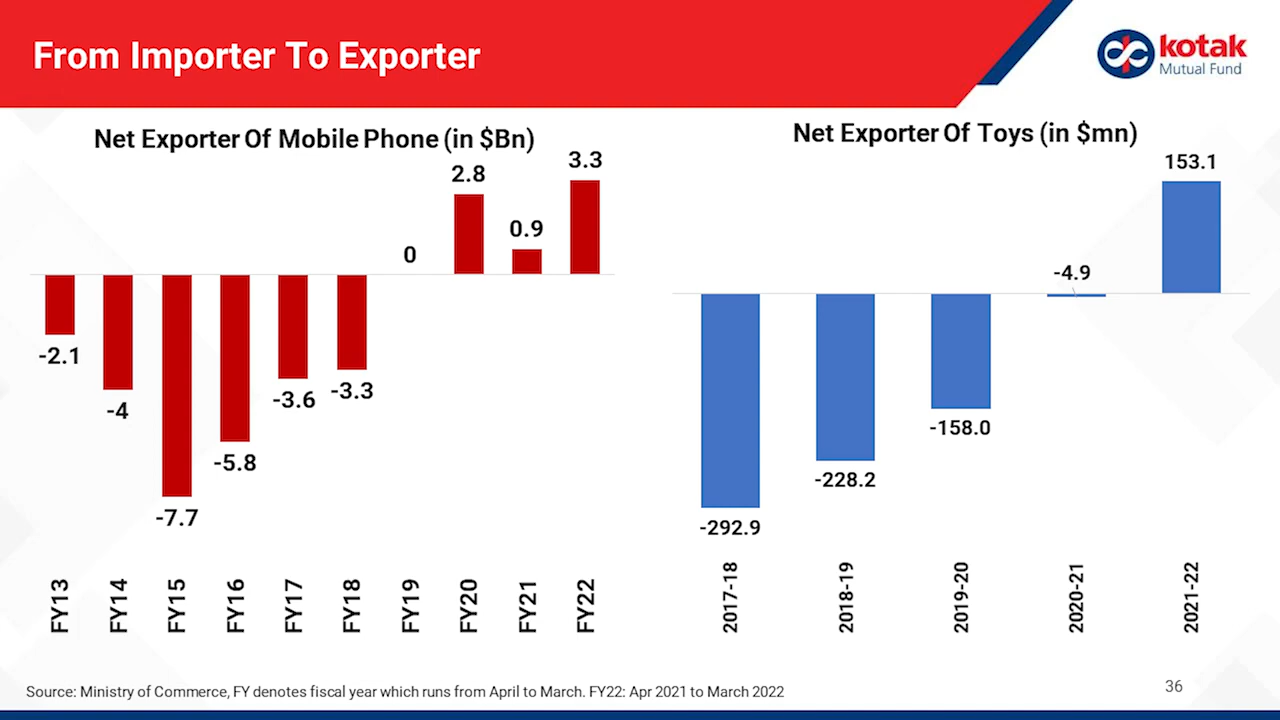 From Importer To Exporter
kotak
Mutual Fund
Net Exporter Of Mobile Phone (in $Bn)
3.3
2.8
0.9
0
-2.1
-4
-7.7
-5.8
-3.6
-3.3
FY13
FY14
FY15
FY16
FY17
FY18
FY19
FY20
FY21
FY22
Net Exporter Of Toys (in $mn)
153.1
-4.9
-158.0
-228.2
-292.9
2017-18
2018-19
2019-20
2020-21
2021-22
Source: Ministry of Commerce, FY denotes fiscal year which runs from April to March. FY22: Apr 2021 to March 2022
36